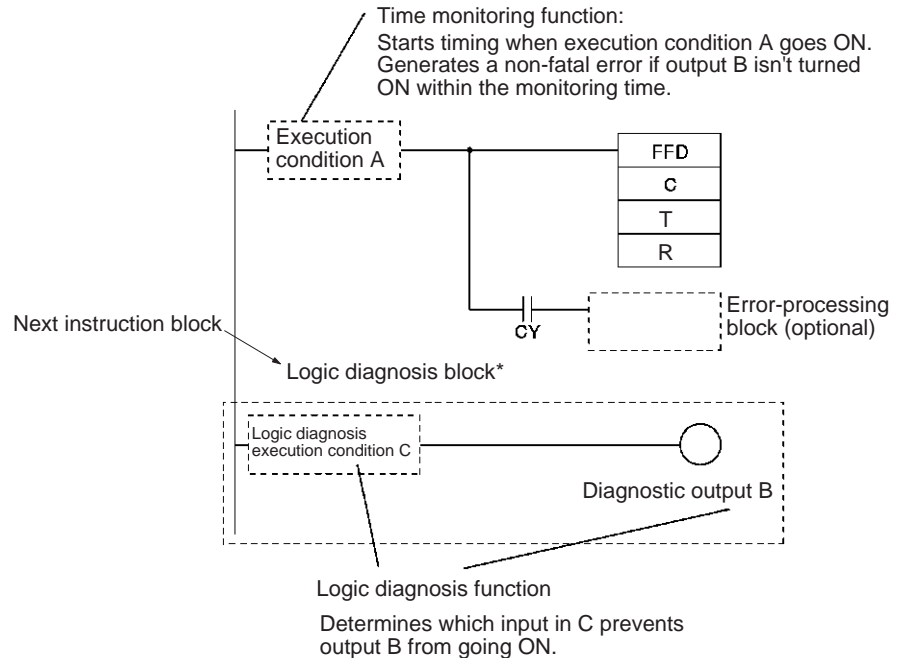 Time monitoring function:
Starts timing when execution condition A goes ON.
Generates a non-fatal error if output B isn't turned
ON within the monitoring time.
Execution
condition A
FFD
C
T
R
CY
Error-processing
block (optional)
Next instruction block
Logic diagnosis block*
Logic diagnosis
execution condition C
Diagnostic output B
Logic diagnosis function
Determines which input in C prevents
output B from going ON.